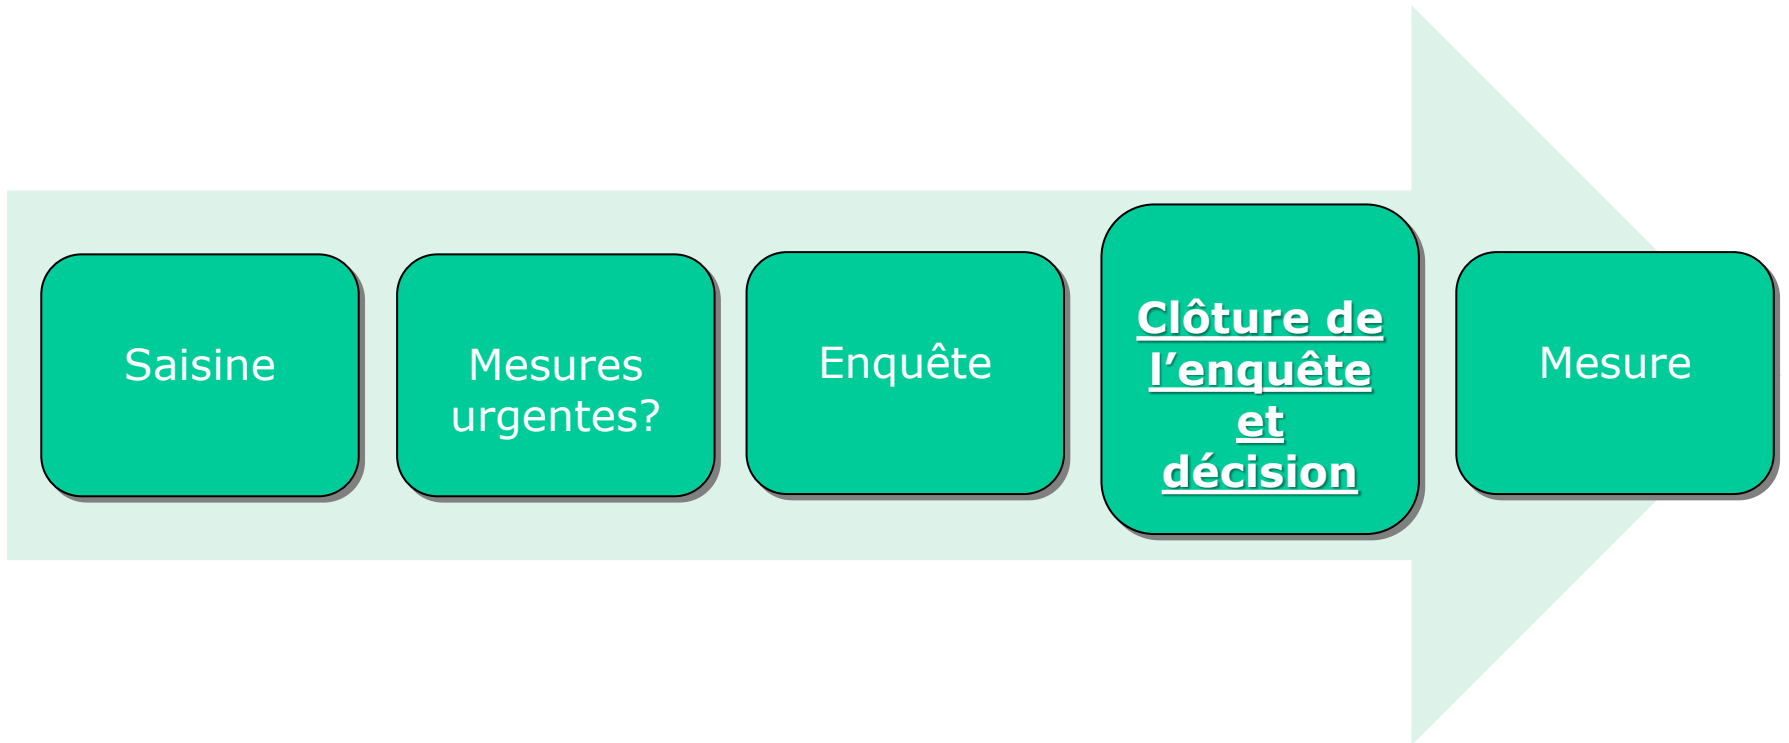 Saisine
Mesures
urgentes?
Enquête
Clôture de
l’enquête
et
décision
Mesure